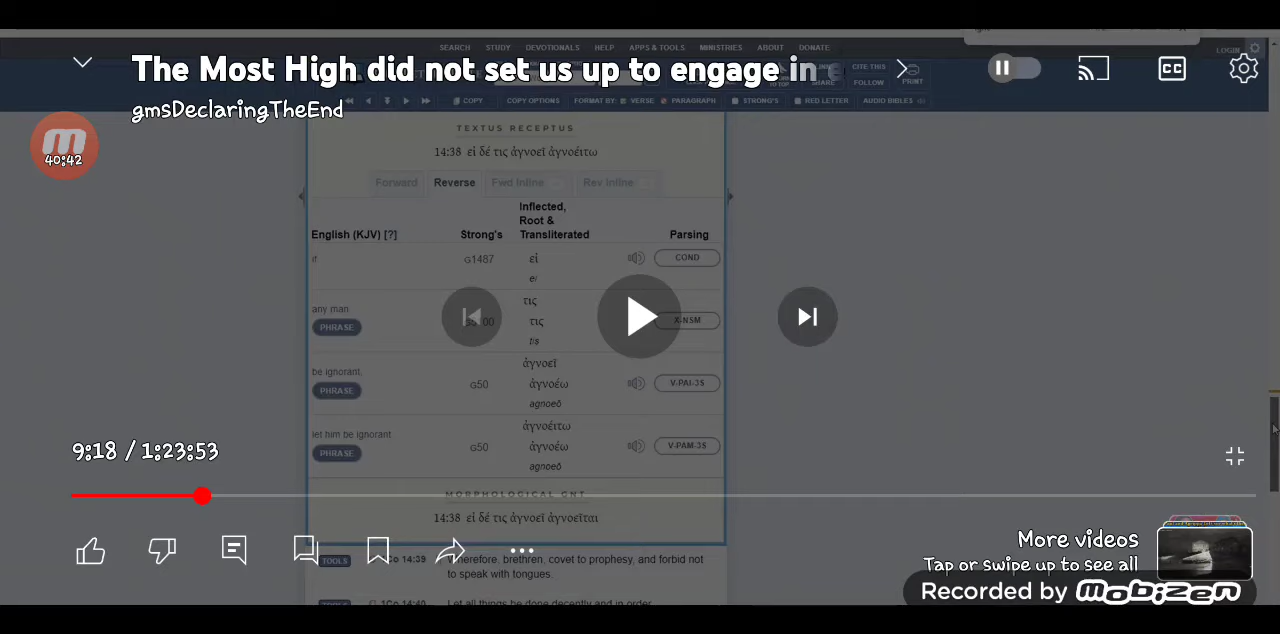 SEARCH STUDY DEVOTIONALS HELP APPS & TOOLS MINISTRIES ABOUT DONATE
LOGIN
The Most High did not set us up to engage in
CC
gmsDeclaringTheEnd
SHARE
CITE THIS
FOLLOW
PRINT
COPY COPY OPTIONS FORMAT BY: VERSE PARAGRAPH STRONG'S RED LETTER AUDIO BIBLES
40:42
TEXTUS RECEPTUS
14:38 εἰ δέ τις ἀγνοεῖ ἀγνοείτω
Forward Reverse Fwd Inline Rev Inline
English (KJV) [?] Strong's Inflected, Root & Transliterated Parsing
If G1487 εἰ COND
ei
any man τις
PHRASE τις X-NSM
tis
be ignorant, ἀγνοεῖ
PHRASE G50 ἀγνοέω V-PAI-3S
agnoeō
let him be ignorant. ἀγνοείτω
PHRASE G50 ἀγνοέω V-PAM-3S
agnoeō
9:18 / 1:23:53
MORPHOLOGICAL GNT
14:38 εἰ δέ τις ἀγνοεῖ ἀγνοεῖται
TOOLS 1Co 14:39 Wherefore, brethren, covet to prophesy, and forbid not
to speak with tongues.
TOOLS 1Co 14:40 Let all things be done decently and in order.
More videos
Tap or swipe up to see all
Recorded by MOBIZEN